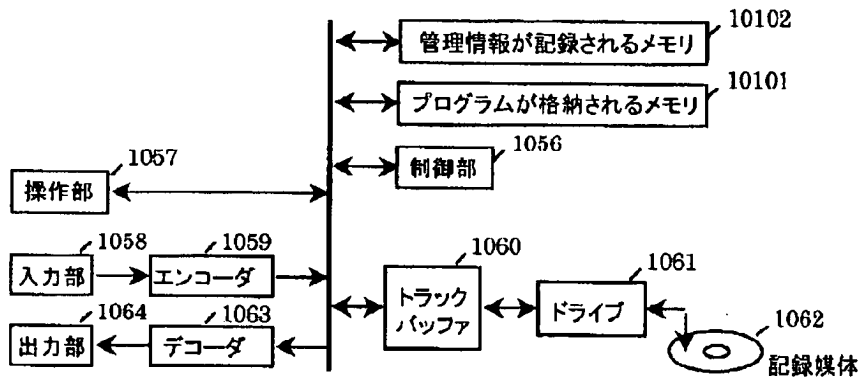 10102
管理情報が記録されるメモリ
10101
プログラムが格納されるメモリ
1056
制御部
1057
操作部
1058
入力部
1059
エンコーダ
1060
トラック
バッファ
1061
ドライブ
1062
記録媒体
1064
出力部
1063
デコーダ